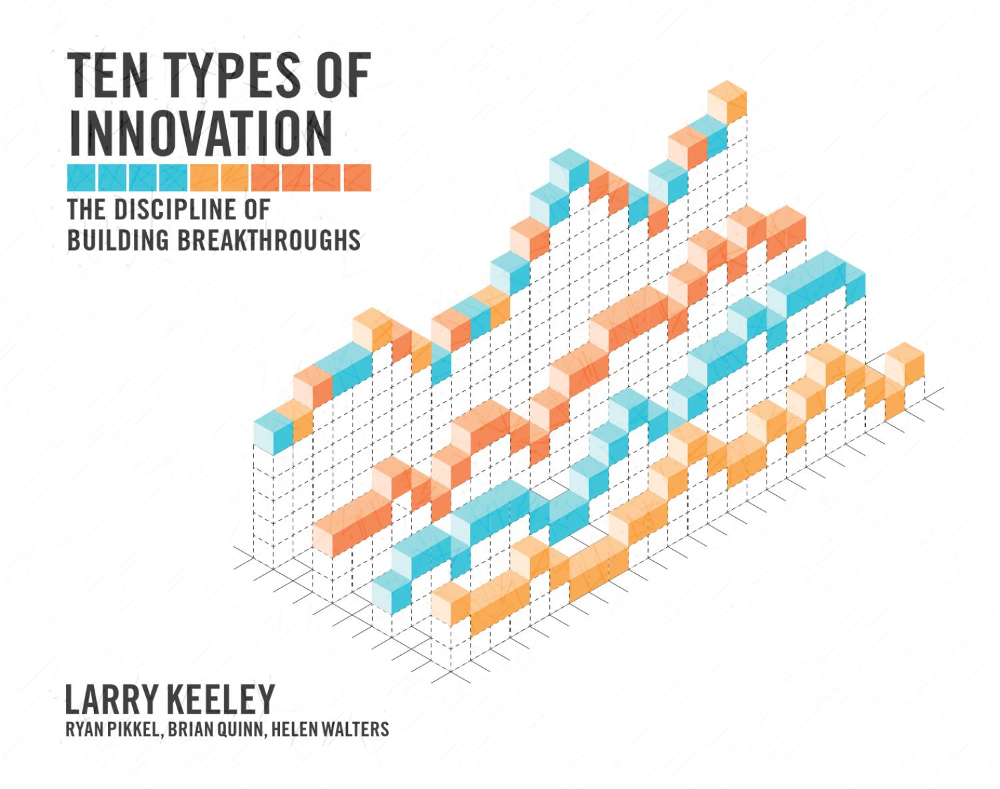 TEN TYPES OF
INNOVATION
THE DISCIPLINE OF
BUILDING BREAKTHROUGHS
LARRY KEELEY
RYAN PIKKEL, BRIAN QUINN, HELEN WALTERS